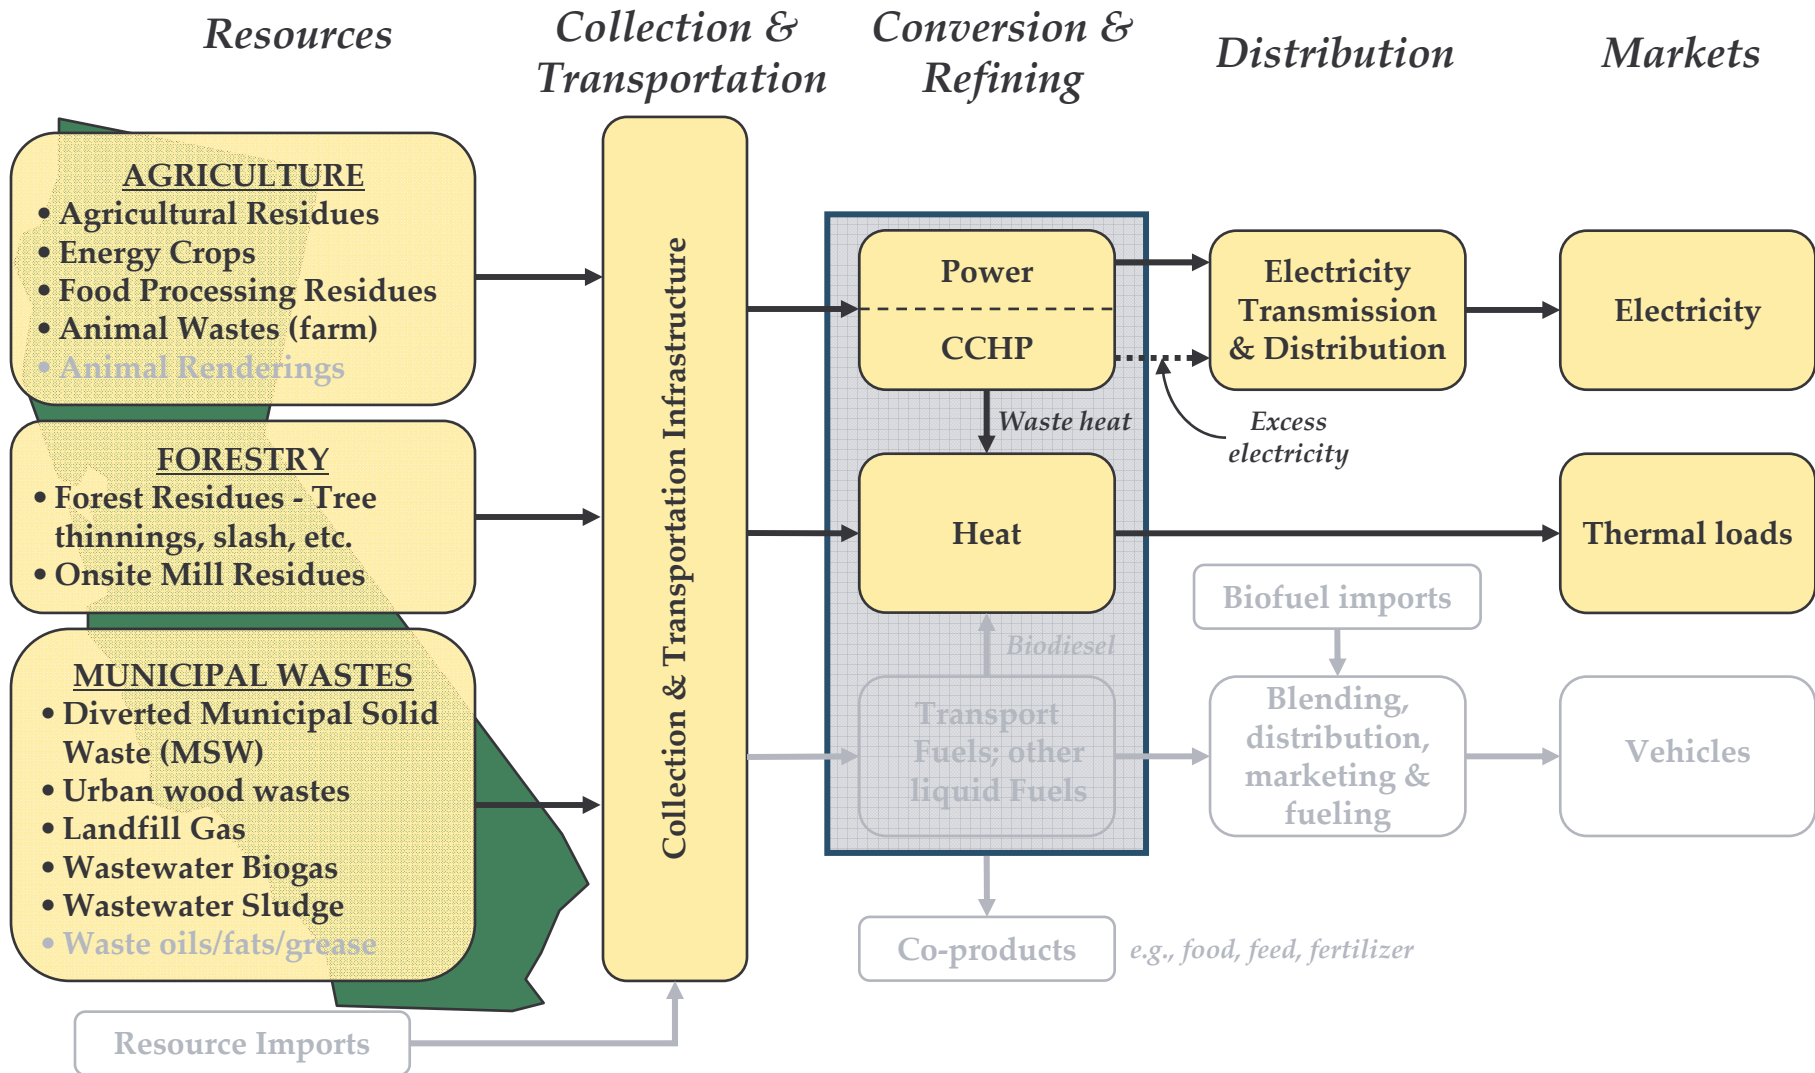 Resources
Collection &
Transportation
Conversion &
Refining
Distribution
Markets
AGRICULTURE
• Agricultural Residues
• Energy Crops
• Food Processing Residues
• Animal Wastes (farm)
• Animal Renderings
FORESTRY
• Forest Residues - Tree
thinnings, slash, etc.
• Onsite Mill Residues
MUNICIPAL WASTES
• Diverted Municipal Solid
Waste (MSW)
• Urban wood wastes
• Landfill Gas
• Wastewater Biogas
• Wastewater Sludge
• Waste oils/fats/grease
Resource Imports
Collection & Transportation Infrastructure
Power
CCHP
Waste heat
Heat
Biodiesel
Transport
Fuels; other
liquid Fuels
Co-products
e.g., food, feed, fertilizer
Electricity
Transmission
& Distribution
Excess
electricity
Biofuel imports
Blending,
distribution,
marketing &
fueling
Electricity
Thermal loads
Vehicles